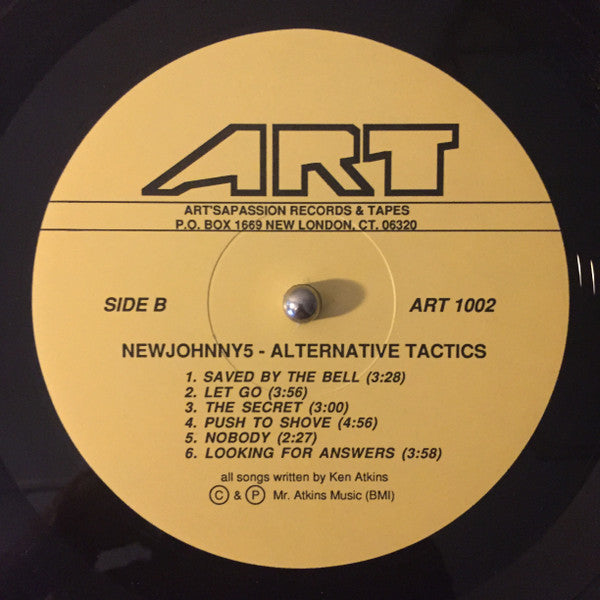 ART
ART'SAPASSION RECORDS & TAPES
P.O. BOX 1669 NEW LONDON, CT. 06320
SIDE B
ART 1002
NEWJOHNNY5 - ALTERNATIVE TACTICS
1. SAVED BY THE BELL (3:28)
2. LET GO (3:56)
3. THE SECRET (3:00)
4. PUSH TO SHOVE (4:56)
5. NOBODY (2:27)
6. LOOKING FOR ANSWERS (3:58)
all songs written by Ken Atkins
Ⓒ & Ⓟ Mr. Atkins Music (BMI)